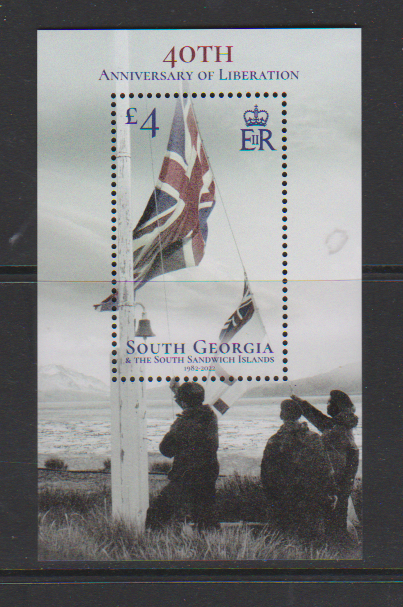 40TH
ANNIVERSARY OF LIBERATION
£4
EIIR
SOUTH GEORGIA
& THE SOUTH SANDWICH ISLANDS
1982-2022